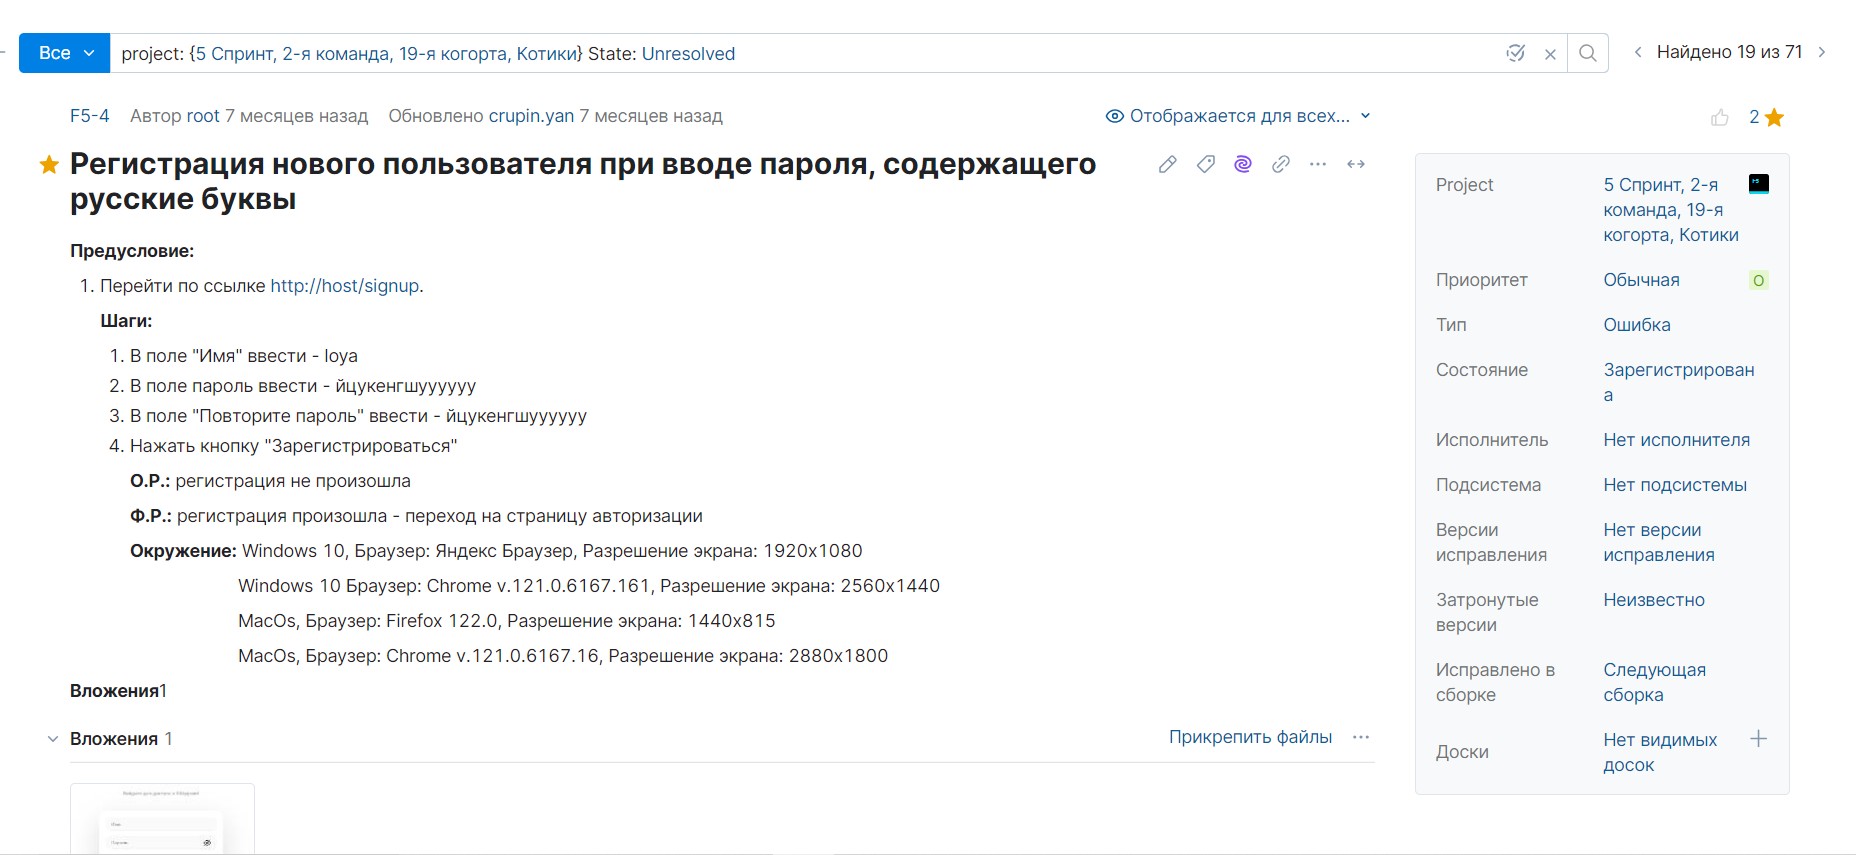 Все project: {5 Спринт, 2-я команда, 19-я когорта, Котики} State: Unresolved Найдено 19 из 71
F5-4 Автор root 7 месяцев назад Обновлено crupin.yan 7 месяцев назад Отображается для всех... 2
Регистрация нового пользователя при вводе пароля, содержащего
русские буквы
Предусловие:
1. Перейти по ссылке http://host/signup.
Шаги:
1. В поле "Имя" ввести - loya
2. В поле пароль ввести - йцукенгшуууууу
3. В поле "Повторите пароль" ввести - йцукенгшуууууу
4. Нажать кнопку "Зарегистрироваться"
О.Р.: регистрация не произошла
Ф.Р.: регистрация произошла - переход на страницу авторизации
Окружение: Windows 10, Браузер: Яндекс Браузер, Разрешение экрана: 1920x1080
Windows 10 Браузер: Chrome v.121.0.6167.161, Разрешение экрана: 2560x1440
MacOs, Браузер: Firefox 122.0, Разрешение экрана: 1440x815
MacOs, Браузер: Chrome v.121.0.6167.16, Разрешение экрана: 2880x1800
Вложения1
Вложения 1
Прикрепить файлы
Имя
Пароль
Project 5 Спринт, 2-я
команда, 19-я
когорта, Котики
Приоритет Обычная О
Тип Ошибка
Состояние Зарегистрирован
а
Исполнитель Нет исполнителя
Подсистема Нет подсистемы
Версии Нет версии
исправления исправления
Затронутые Неизвестно
версии
Исправлено в Следующая
сборке сборка
Доски Нет видимых
досок